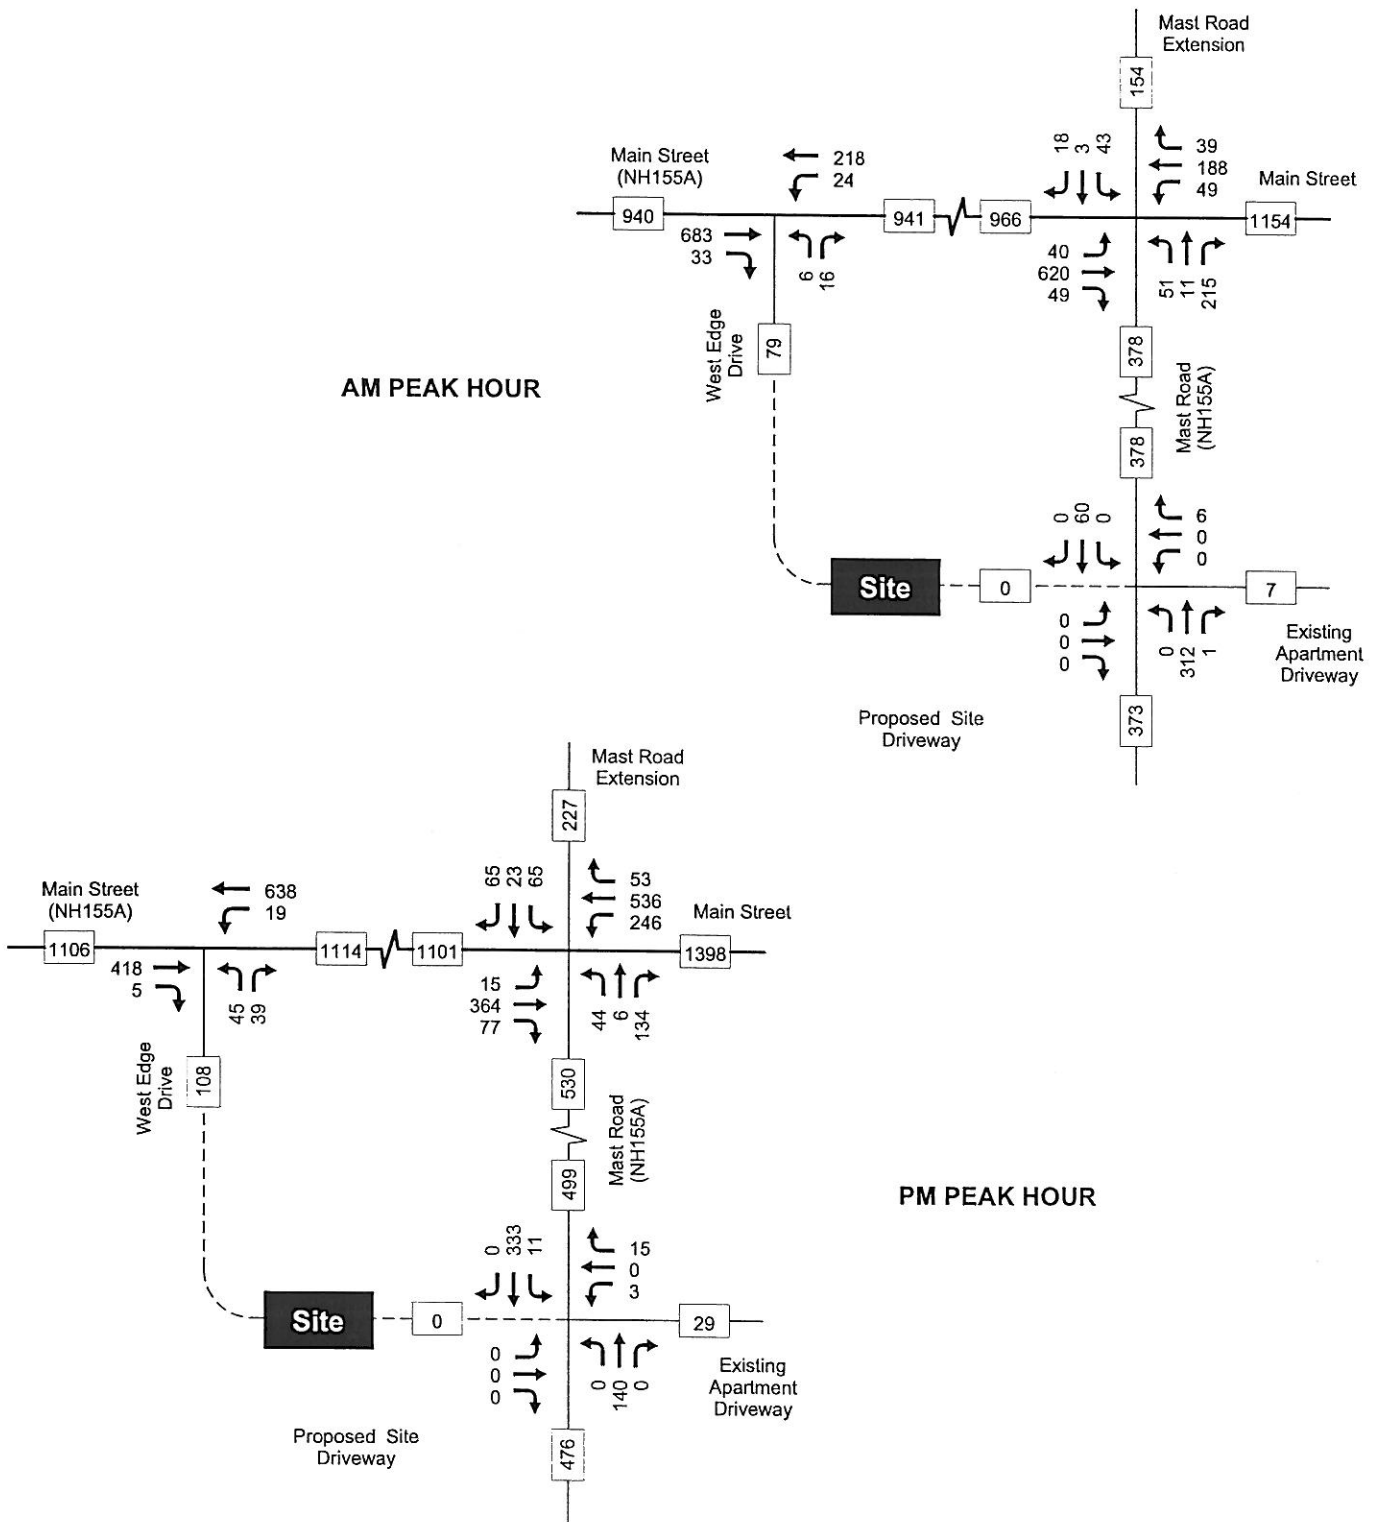 Mast Road
Extension
154
18 3 43
39
188
49
Main Street
(NH155A)
218
24
Main Street
940
941
966
1154
683
33
6 16
40
620
49
51 11 215
West Edge
Drive
79
378
AM PEAK HOUR
Mast Road
(NH155A)
378
0 60 0
6
0
0
Site
0
7
0
0
0
0 312 1
Existing
Apartment
Driveway
373
Proposed Site
Driveway
Mast Road
Extension
227
65 23 65
53
536
246
Main Street
(NH155A)
638
19
Main Street
1106
1114
1101
1398
418
5
45 39
15
364
77
44 6 134
West Edge
Drive
108
530
Mast Road
(NH155A)
499
PM PEAK HOUR
0 333 11
15
0
3
Site
0
29
0
0
0
0 140 0
Existing
Apartment
Driveway
Proposed Site
Driveway
476